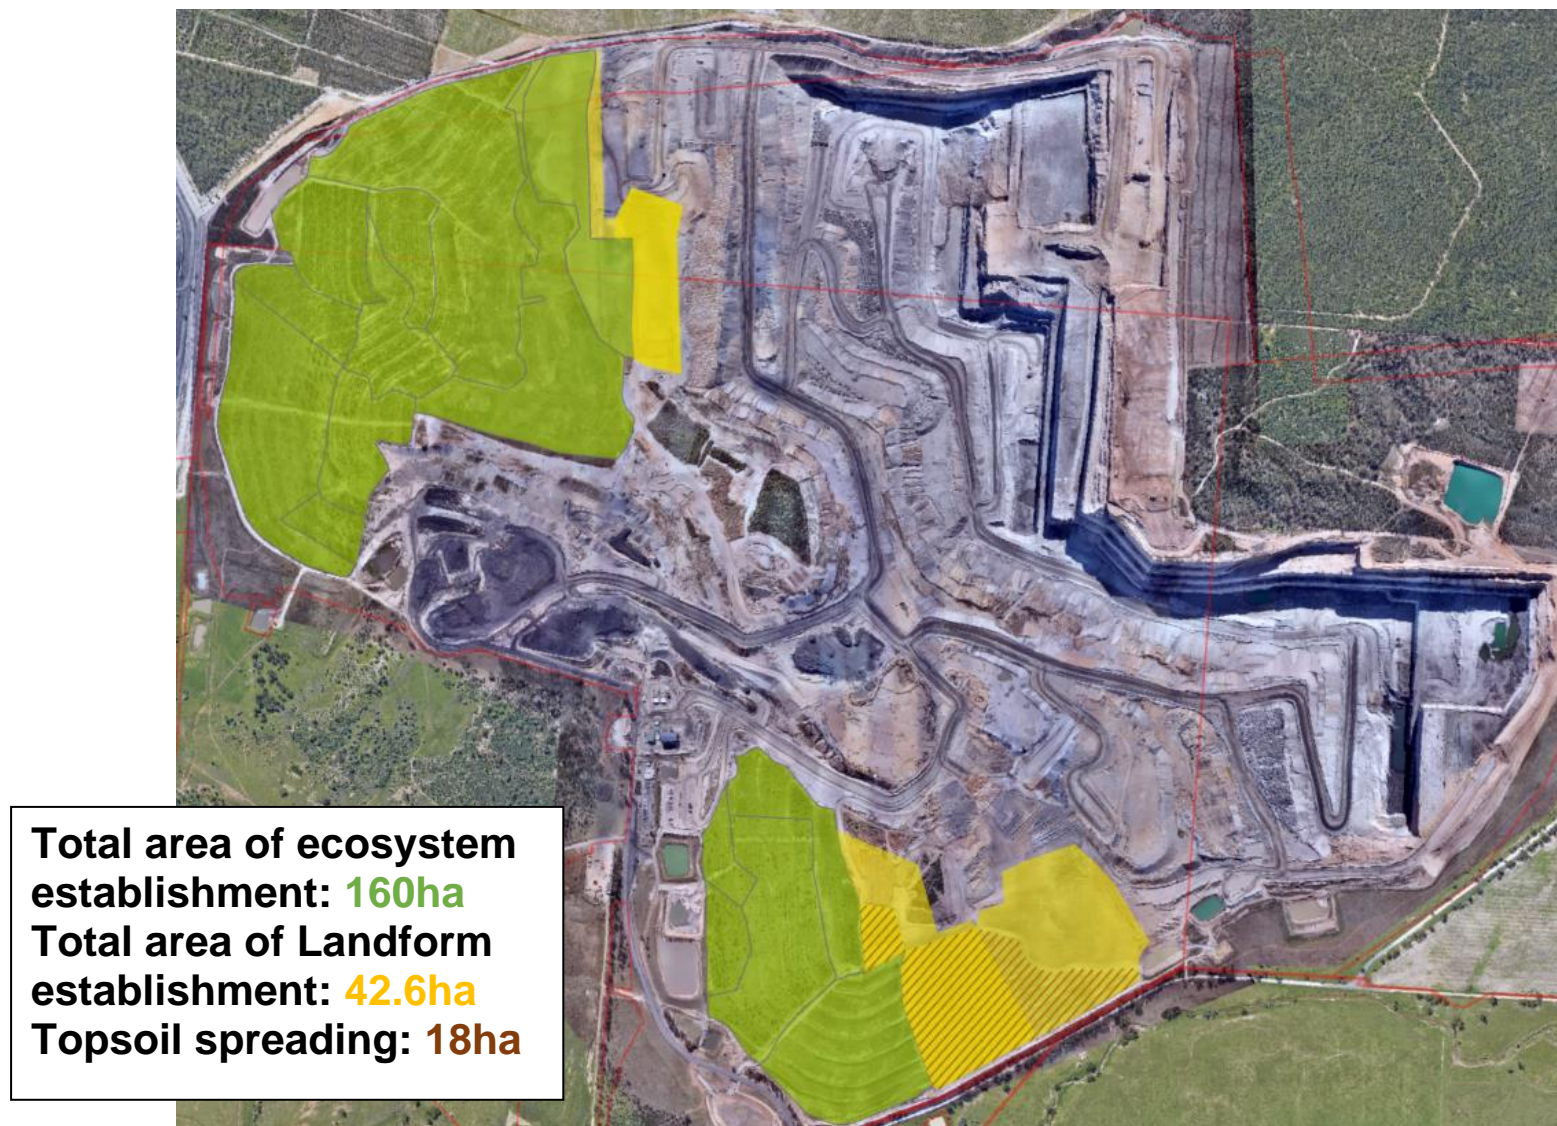 Total area of ecosystem
establishment: 160ha
Total area of Landform
establishment: 42.6ha
Topsoil spreading: 18ha